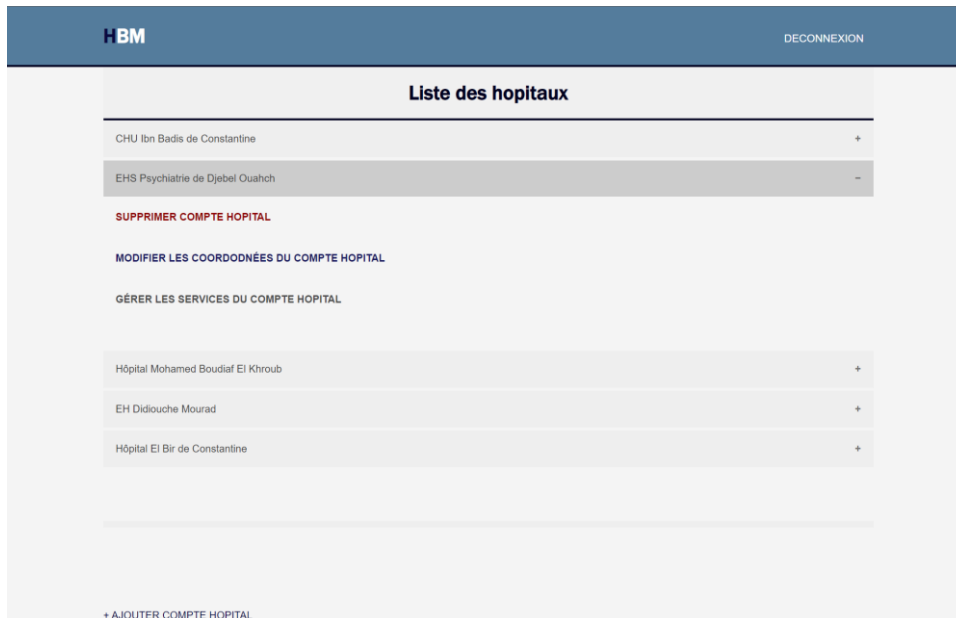 HBM
DECONNEXION
Liste des hopitaux
CHU Ibn Badis de Constantine +
EHS Psychiatrie de Djebel Ouahch –
SUPPRIMER COMPTE HOPITAL
MODIFIER LES COORDODNÉES DU COMPTE HOPITAL
GÉRER LES SERVICES DU COMPTE HOPITAL
Hôpital Mohamed Boudiaf El Khroub +
EH Didiouche Mourad +
Hôpital El Bir de Constantine +
+ AJOUTER COMPTE HOPITAL